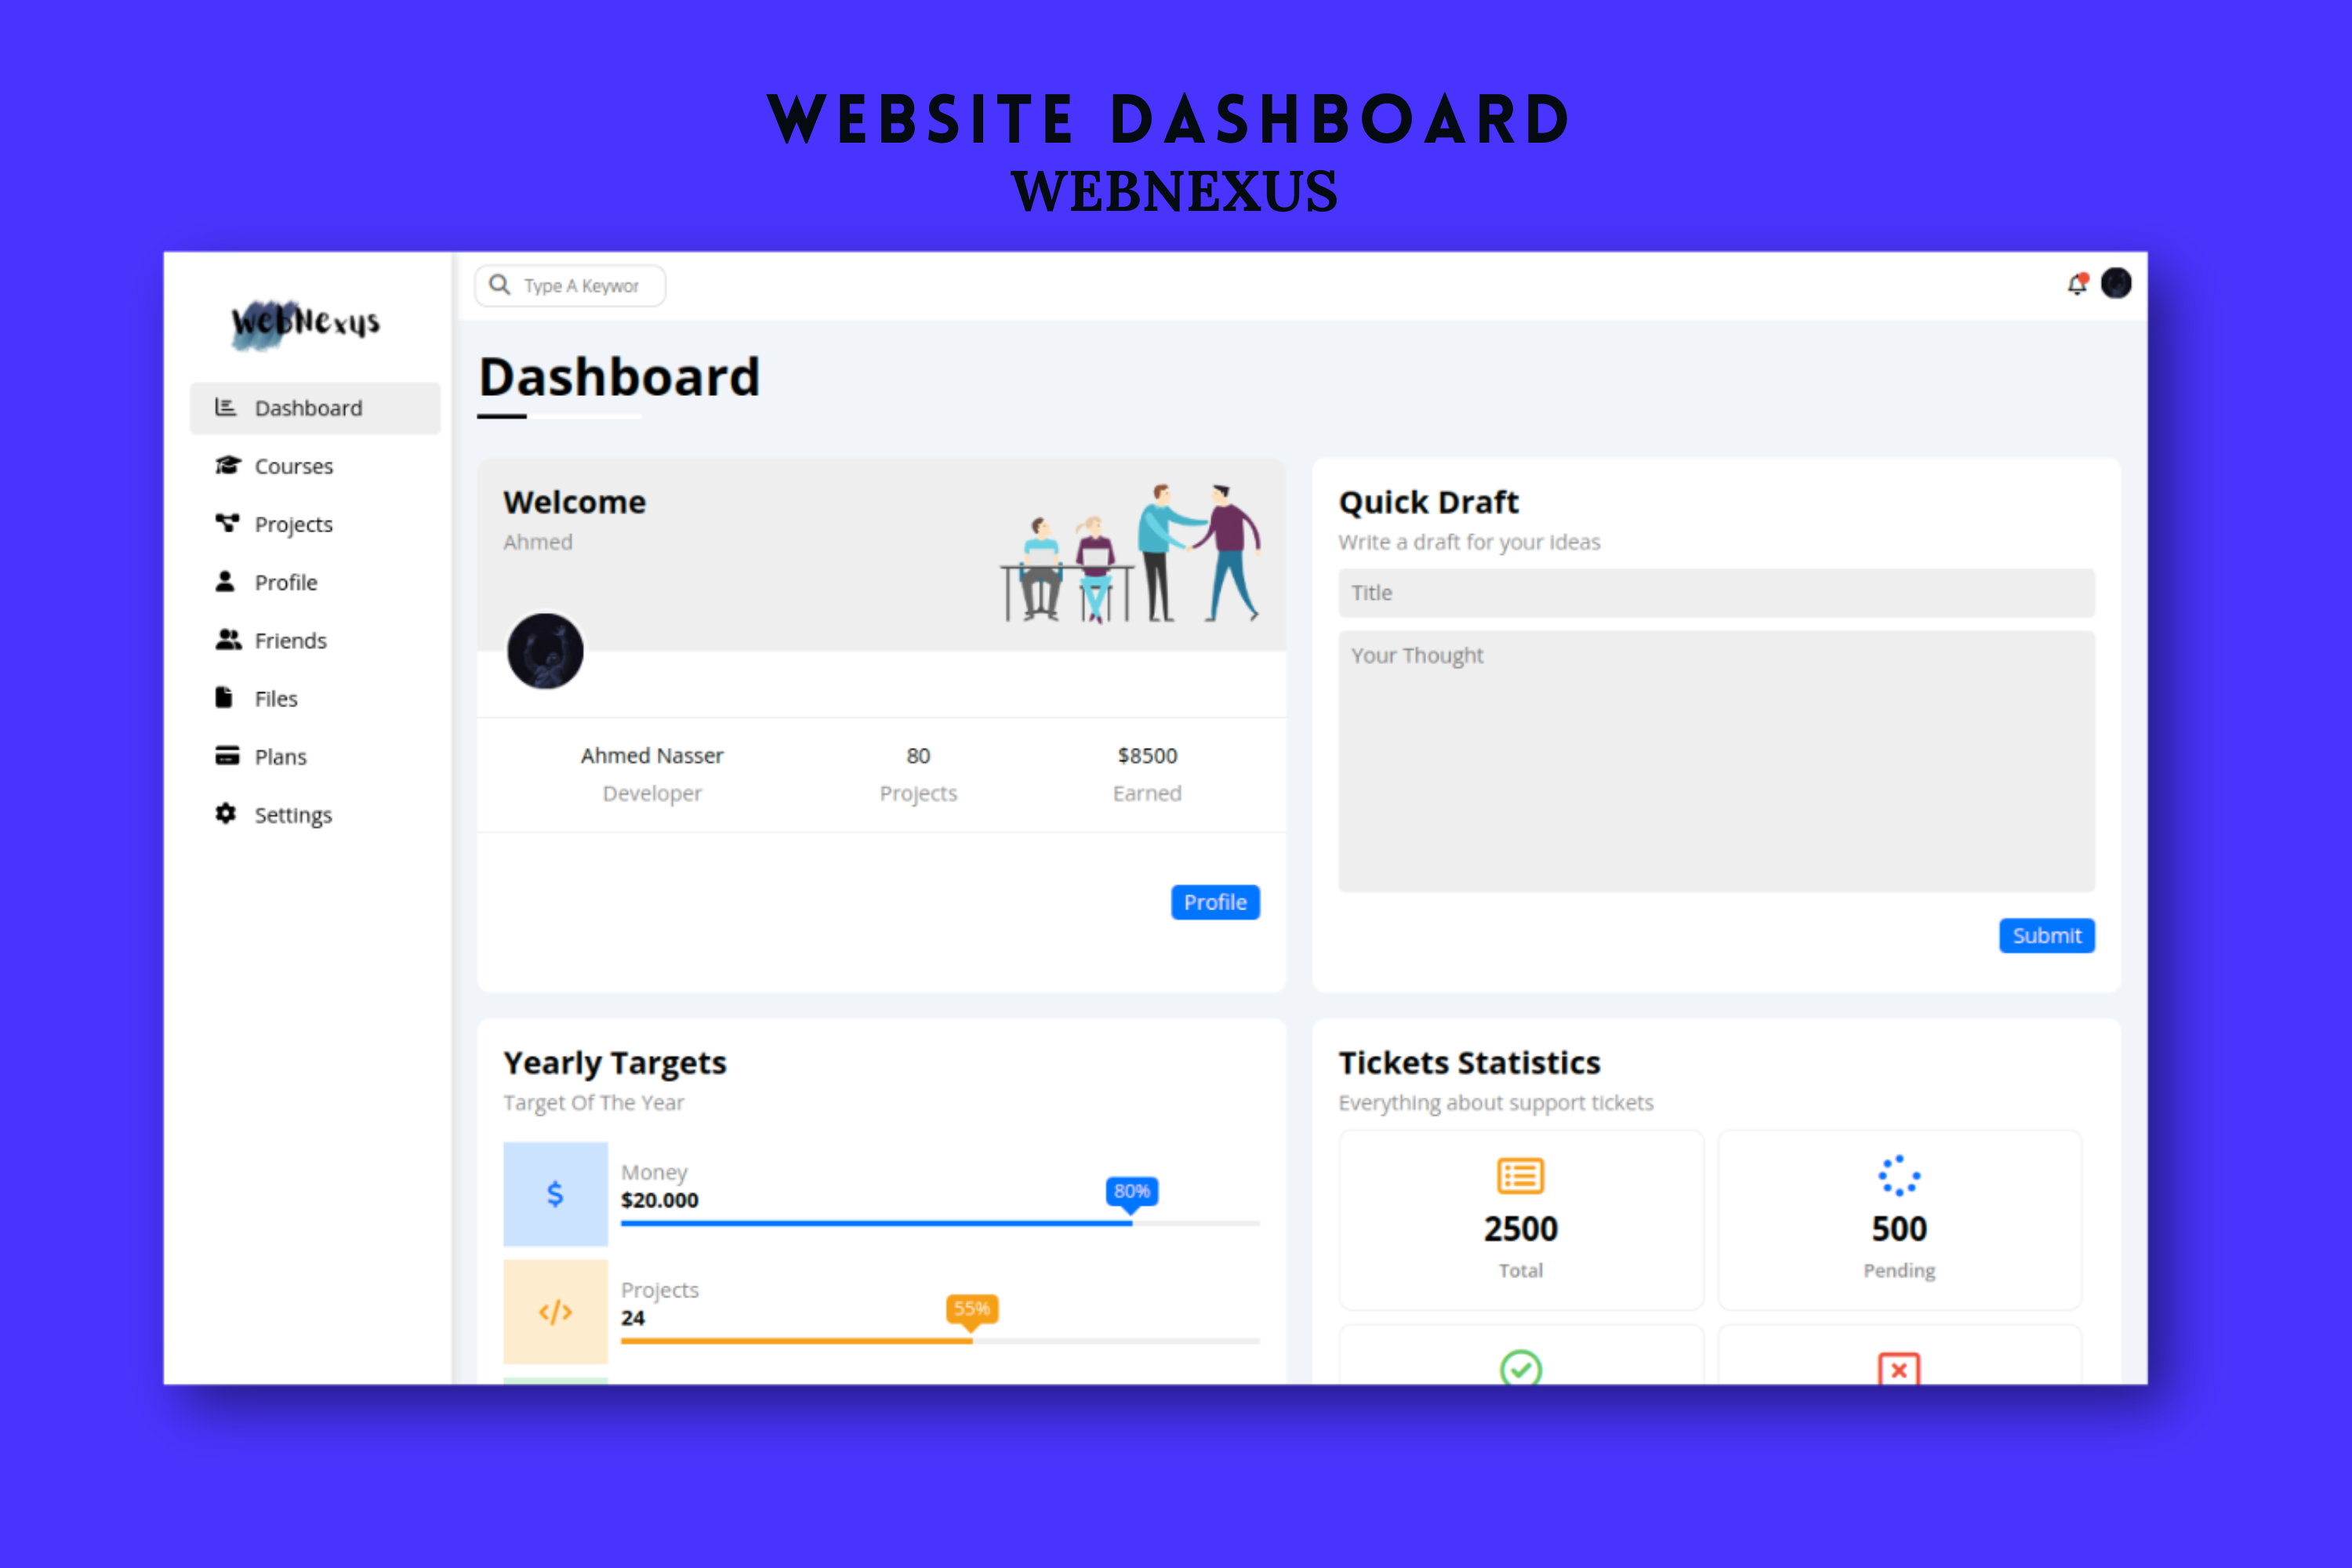 WEBSITE DASHBOARD
WEBNEXUS
WebNexus
Type A Keywor
Dashboard
Courses
Projects
Profile
Friends
Files
Plans
Settings
Dashboard
Welcome
Ahmed
Ahmed Nasser
Developer
80
Projects
$8500
Earned
Profile
Quick Draft
Write a draft for your ideas
Title
Your Thought
Submit
Yearly Targets
Target Of The Year
$
Money
$20.000
80%
</>
Projects
24
55%
Tickets Statistics
Everything about support tickets
2500
Total
500
Pending